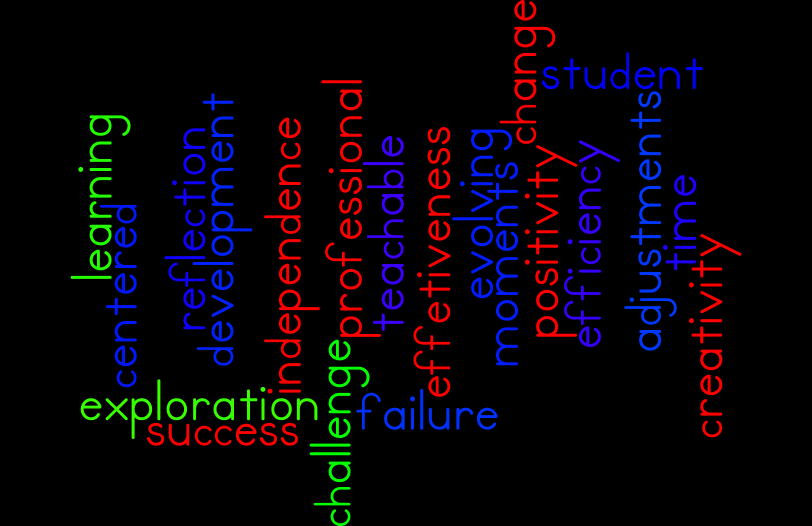 learning
centered
reflection
development
independence
professional
teachable
effetiveness
evolving
moments
change
positivity
efficiency
student
adjustments
time
creativity
exploration
success
challenge
failure